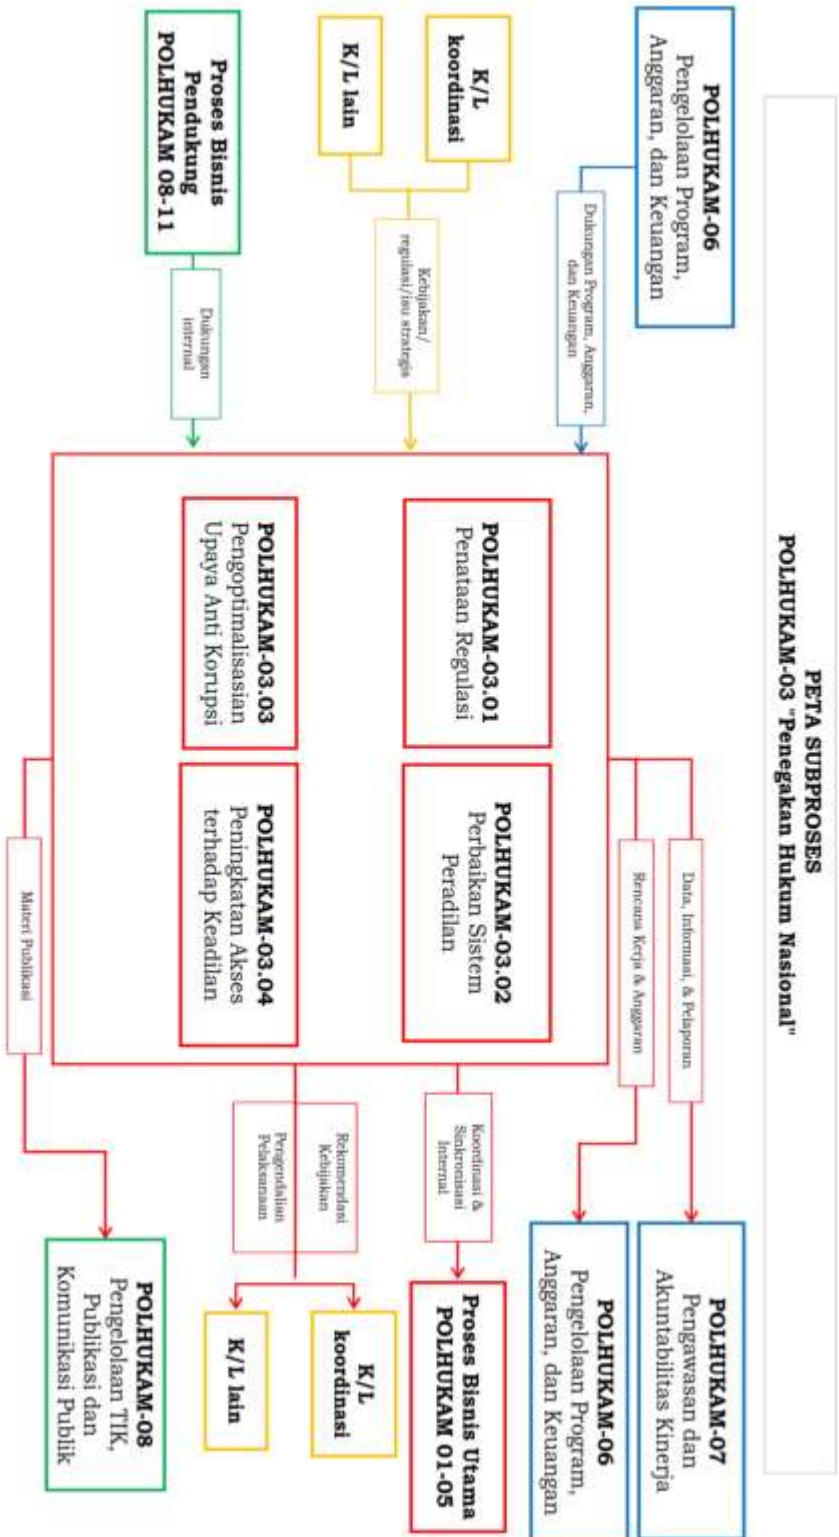 PETA SUBPROSES
POLHUKAM-03 "Penegakan Hukum Nasional"
POLHUKAM-06
Pengelolaan Program,
Anggaran, dan Keuangan
Dukungan Program, Anggaran,
dan Keuangan
K/L
koordinasi
K/L lain
Kebijakan/
regulasi/isu strategis
Proses Bisnis
Pendukung
POLHUKAM 08-11
Dukungan
internal
POLHUKAM-03.01
Penataan Regulasi
POLHUKAM-03.02
Perbaikan Sistem
Peradilan
POLHUKAM-03.03
Pengoptimalisasian
Upaya Anti Korupsi
POLHUKAM-03.04
Peningkatan Akses
terhadap Keadilan
Data, Informasi, & Pelaporan
Rencana Kerja & Anggaran
Koordinasi &
Sinkronisasi
Internal
Rekomendasi
Kebijakan
Pengendalian
Pelaksanaan
Materi Publikasi
POLHUKAM-07
Pengawasan dan
Akuntabilitas Kinerja
POLHUKAM-06
Pengelolaan Program,
Anggaran, dan Keuangan
Proses Bisnis Utama
POLHUKAM 01-05
K/L
koordinasi
K/L lain
POLHUKAM-08
Pengelolaan TIK,
Publikasi dan
Komunikasi Publik